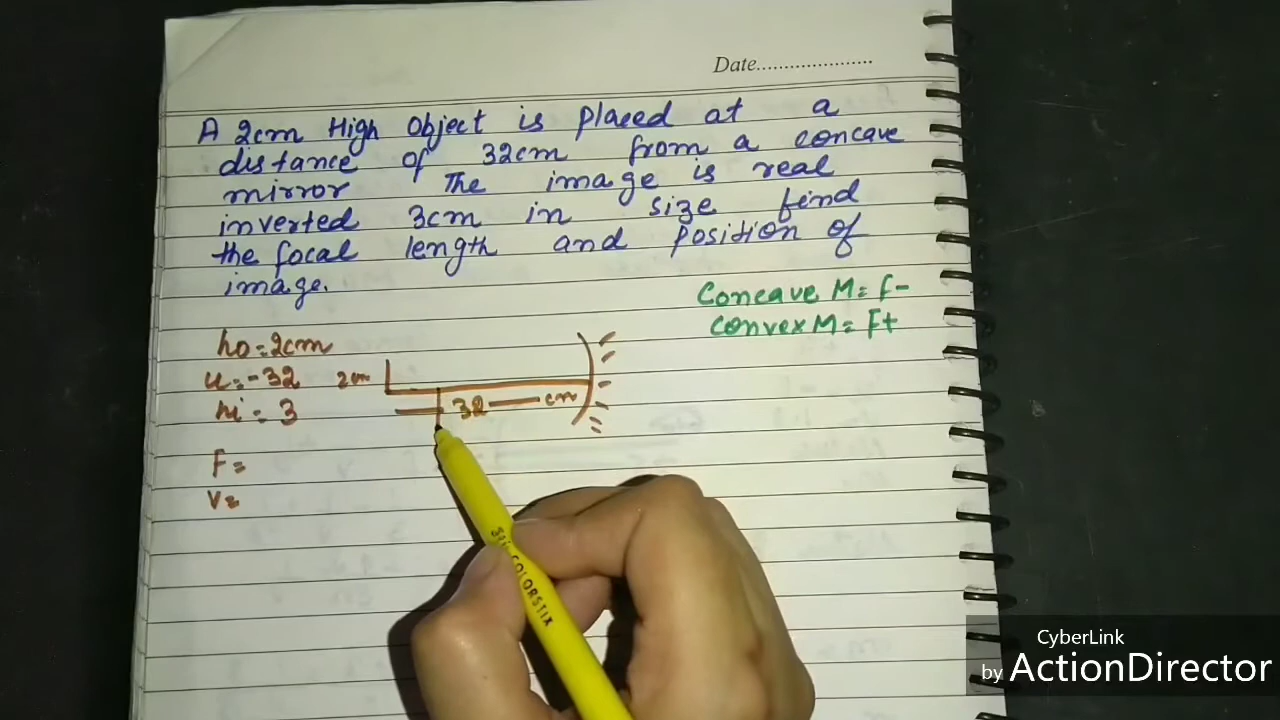 Date......................
A 2cm High Object is placed at a
distance of 32cm from a concave
mirror The image is real
inverted 3cm in size find
the focal length and position of
image.
Concave M= f-
Convex M= F+
ho=2cm
u=-32
2cm
hi = 3
32 cm
F=
V=
COLORSTIX
CyberLink
by ActionDirector